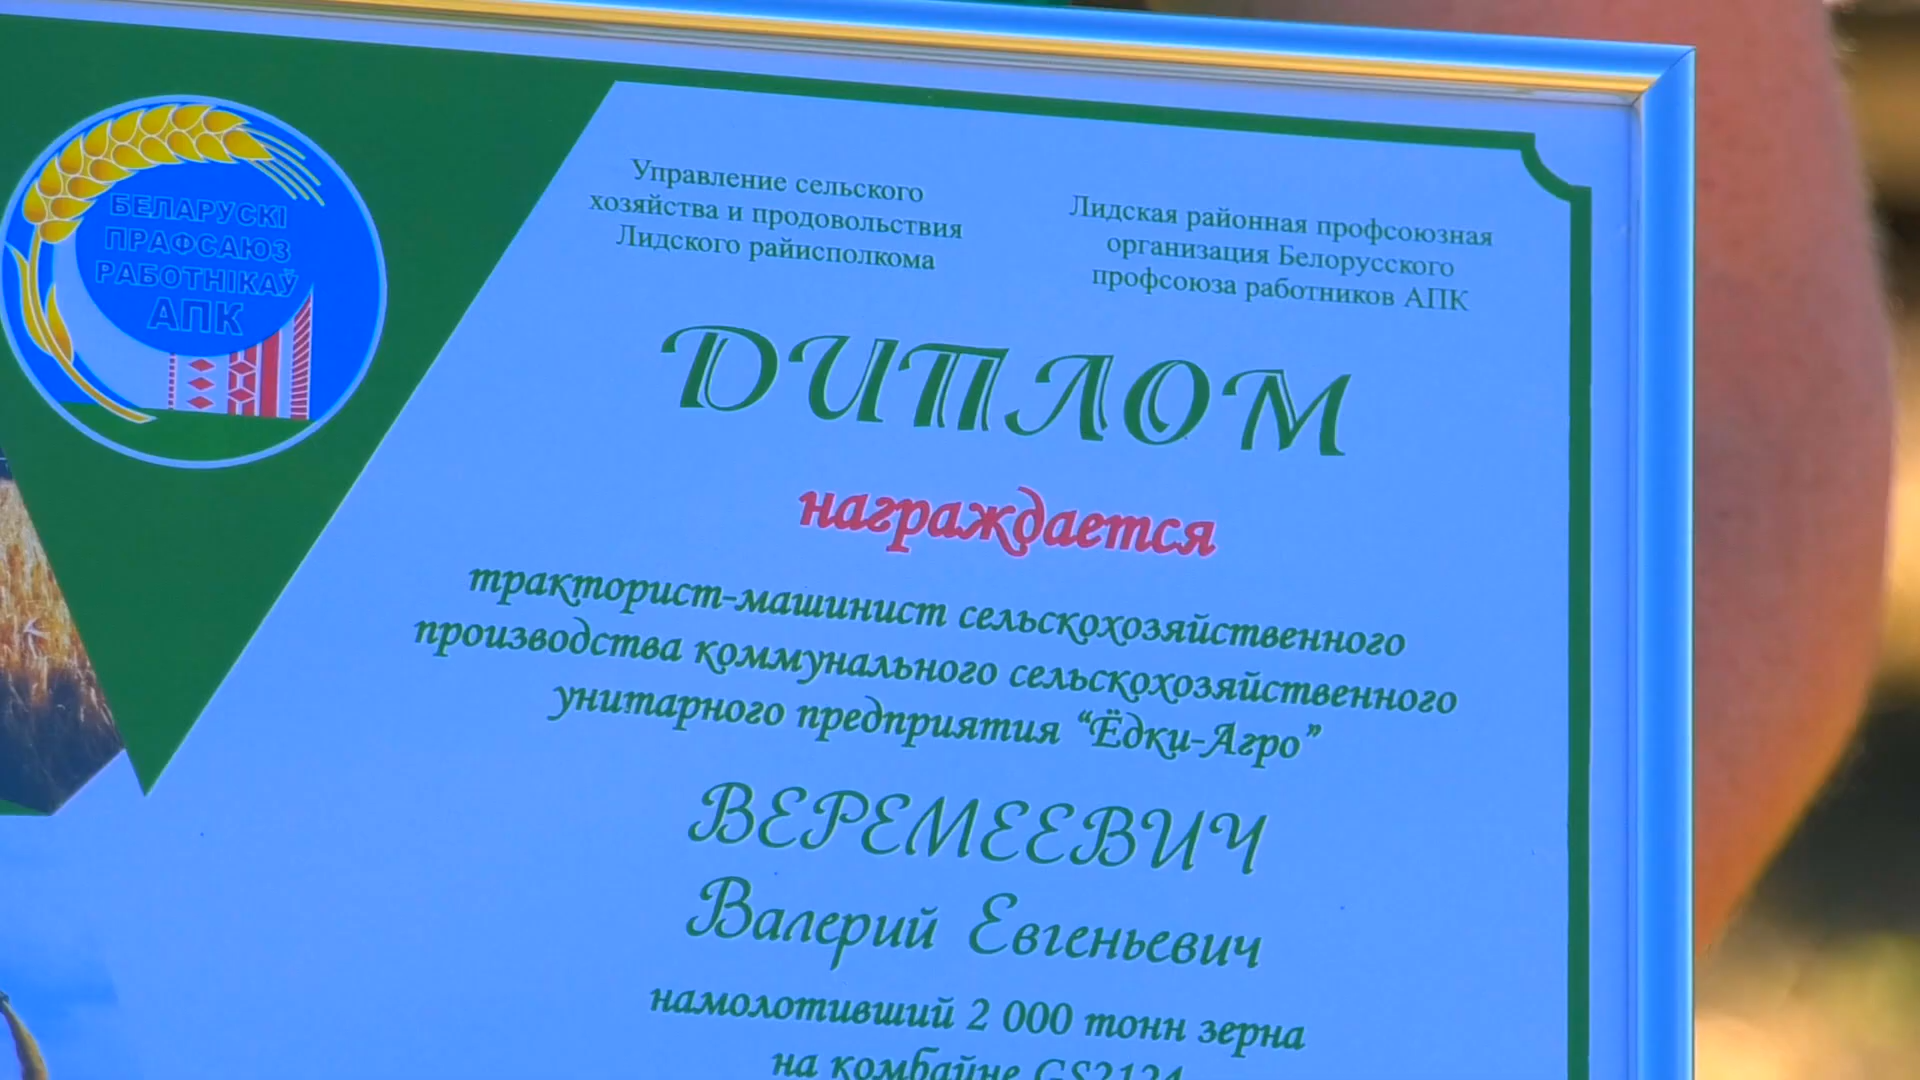 БЕЛАРУСКІ
ПРАФСАЮЗ
РАБОТНІКАЎ
АПК
Управление сельского
хозяйства и продовольствия
Лидского райисполкома
Лидская районная профсоюзная
организация Белорусского
профсоюза работников АПК
ДИПЛОМ
награждается
тракторист-машинист сельскохозяйственного
производства коммунального сельскохозяйственного
унитарного предприятия “Ёдки-Агро”
ВЕРЕМЕЕВИЧ
Валерий Евгеньевич
намолотивший 2 000 тонн зерна
на комбайне GS2124